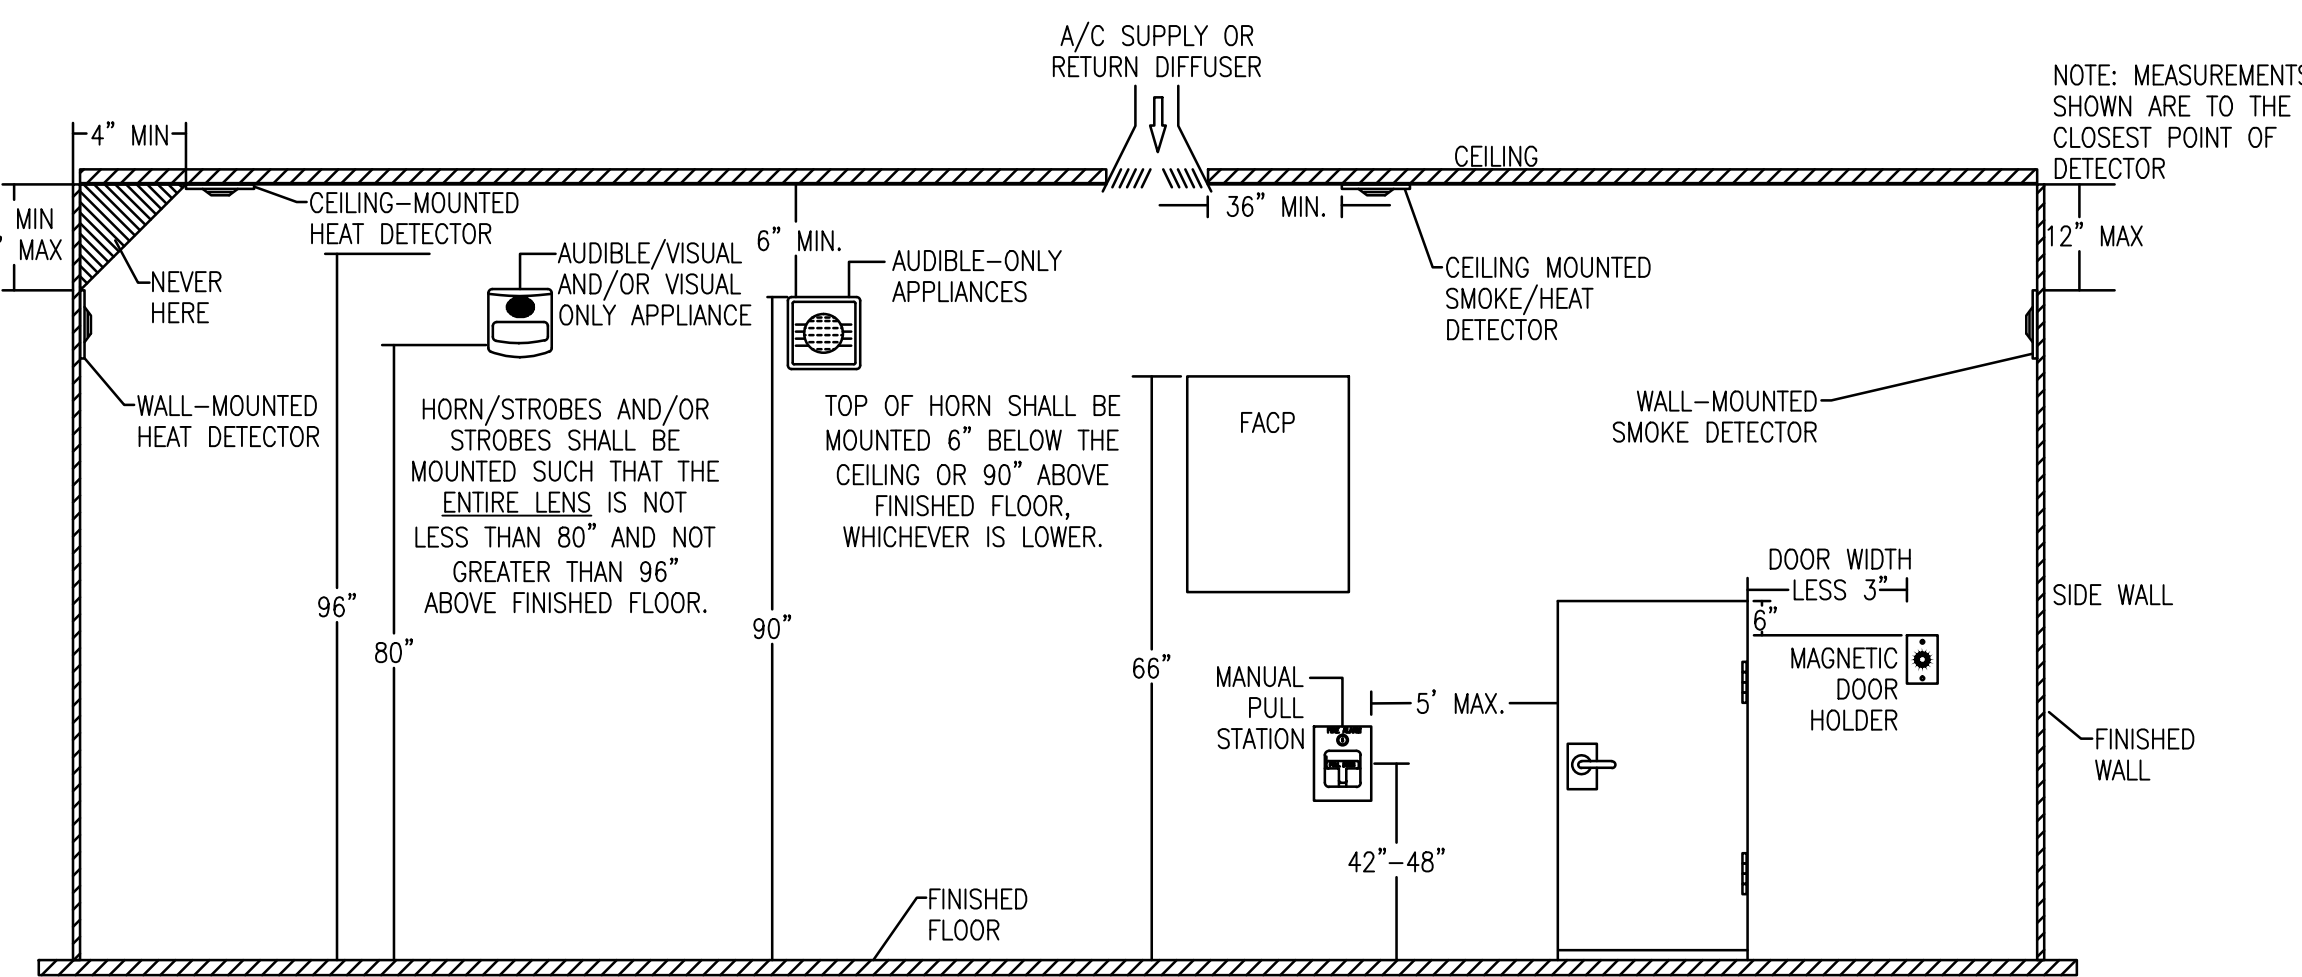 A/C SUPPLY OR
RETURN DIFFUSER
NOTE: MEASUREMENTS
SHOWN ARE TO THE
CLOSEST POINT OF
DETECTOR
4" MIN
CEILING
MIN
MAX
CEILING-MOUNTED
HEAT DETECTOR
36" MIN.
12" MAX
6" MIN.
AUDIBLE/VISUAL
AND/OR VISUAL
ONLY APPLIANCE
AUDIBLE-ONLY
APPLIANCES
CEILING MOUNTED
SMOKE/HEAT
DETECTOR
NEVER
HERE
WALL-MOUNTED
HEAT DETECTOR
HORN/STROBES AND/OR
STROBES SHALL BE
MOUNTED SUCH THAT THE
ENTIRE LENS IS NOT
LESS THAN 80" AND NOT
GREATER THAN 96"
ABOVE FINISHED FLOOR.
TOP OF HORN SHALL BE
MOUNTED 6" BELOW THE
CEILING OR 90" ABOVE
FINISHED FLOOR,
WHICHEVER IS LOWER.
FACP
WALL-MOUNTED
SMOKE DETECTOR
DOOR WIDTH
LESS 3"
6"
SIDE WALL
96"
80"
90"
66"
MANUAL
PULL
STATION
5' MAX.
MAGNETIC
DOOR
HOLDER
FINISHED
WALL
42"-48"
FINISHED
FLOOR